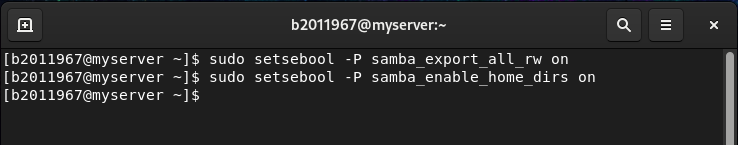 b2011967@myserver:~
[b2011967@myserver ~]$ sudo setsebool -P samba_export_all_rw on
[b2011967@myserver ~]$ sudo setsebool -P samba_enable_home_dirs on
[b2011967@myserver ~]$